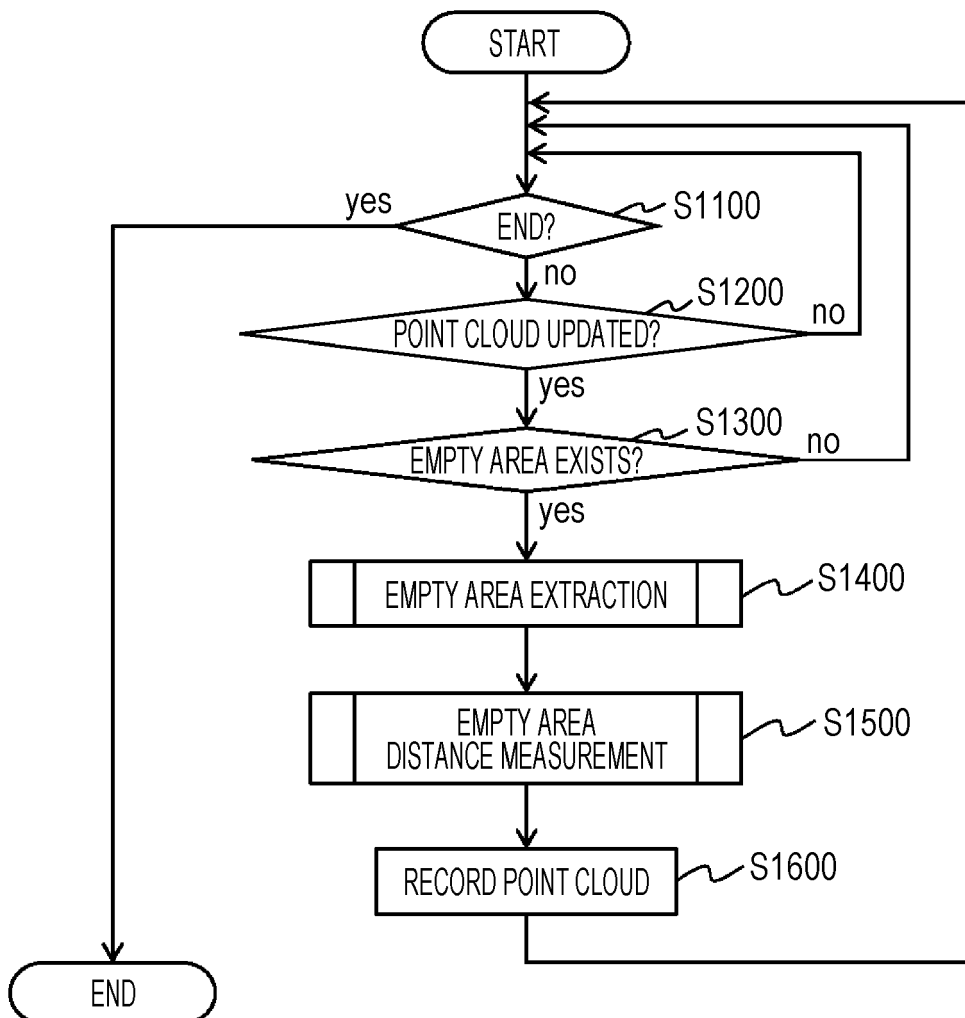 START
yes
END?
S1100
no
POINT CLOUD UPDATED?
S1200
no
yes
EMPTY AREA EXISTS?
S1300
no
yes
EMPTY AREA EXTRACTION
S1400
EMPTY AREA
DISTANCE MEASUREMENT
S1500
RECORD POINT CLOUD
S1600
END